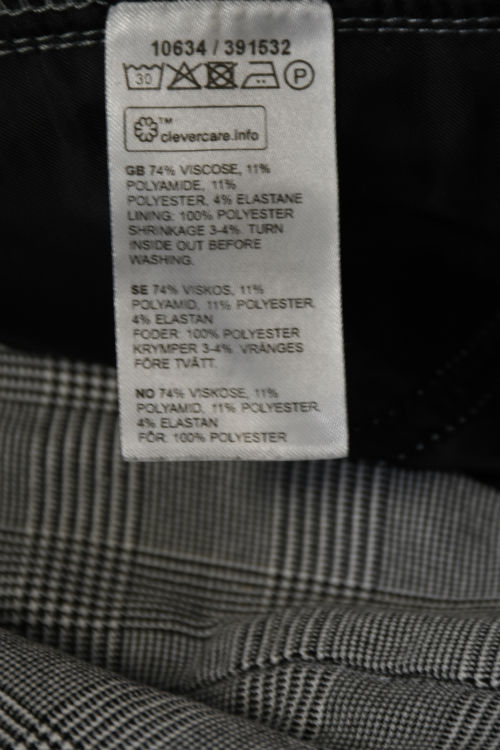 10634 / 391532
30 P
™
clevercare.info
GB 74% VISCOSE, 11%
POLYAMIDE, 11%
POLYESTER, 4% ELASTANE
LINING: 100% POLYESTER
SHRINKAGE 3-4%. TURN
INSIDE OUT BEFORE
WASHING.
SE 74% VISKOS, 11%
POLYAMID, 11% POLYESTER,
4% ELASTAN
FODER: 100% POLYESTER
KRYMPER 3-4%. VRÄNGES
FÖRE TVÄTT.
NO 74% VISKOSE, 11%
POLYAMID, 11% POLYESTER,
4% ELASTAN
FÔR: 100% POLYESTER